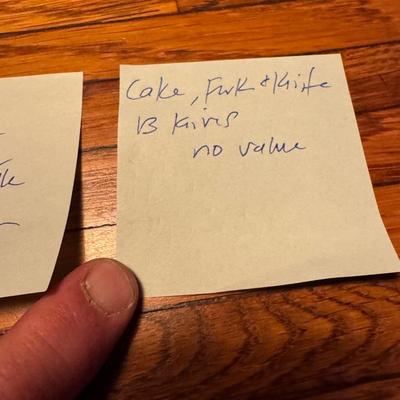 Cake, Fork & Knife
13 Knives
no value